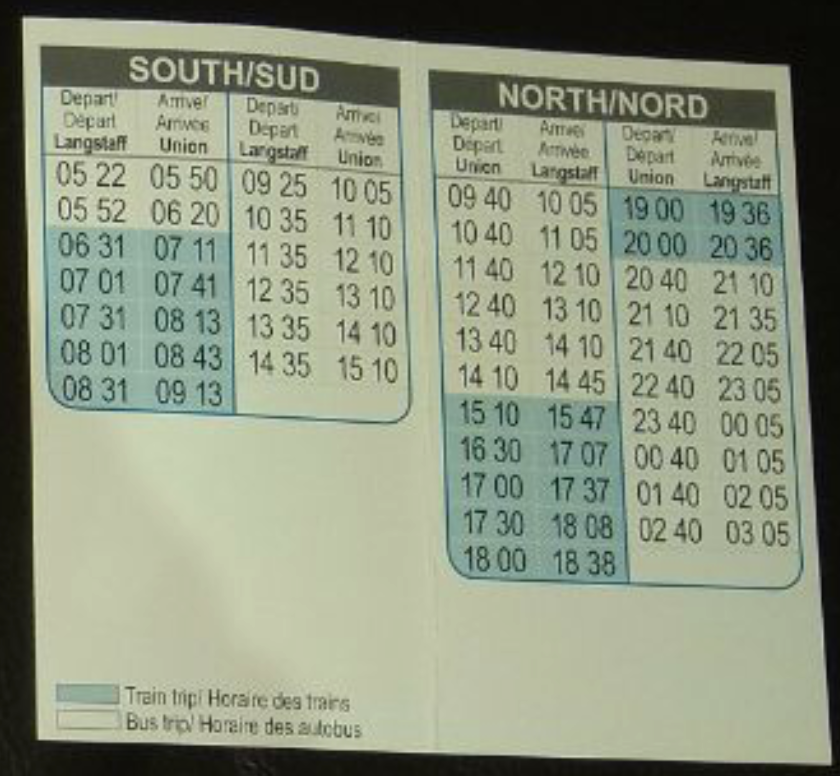 SOUTH/SUD
Depart/ Arrive/ Depart/ Arrive/
Départ Arrivée Départ Arrivée
Langstaff Union Langstaff Union
05 22 05 50 09 25 10 05
05 52 06 20 10 35 11 10
06 31 07 11 11 35 12 10
07 01 07 41 12 35 13 10
07 31 08 13 13 35 14 10
08 01 08 43 14 35 15 10
08 31 09 13
NORTH/NORD
Depart/ Arrive/ Depart/ Arrive/
Départ Arrivée Départ Arrivée
Union Langstaff Union Langstaff
09 40 10 05 19 00 19 36
10 40 11 05 20 00 20 36
11 40 12 10 20 40 21 10
12 40 13 10 21 10 21 35
13 40 14 10 21 40 22 05
14 10 14 45 22 40 23 05
15 10 15 47 23 40 00 05
16 30 17 07 00 40 01 05
17 00 17 37 01 40 02 05
17 30 18 08 02 40 03 05
18 00 18 38
Train trip/ Horaire des trains
Bus trip/ Horaire des autobus